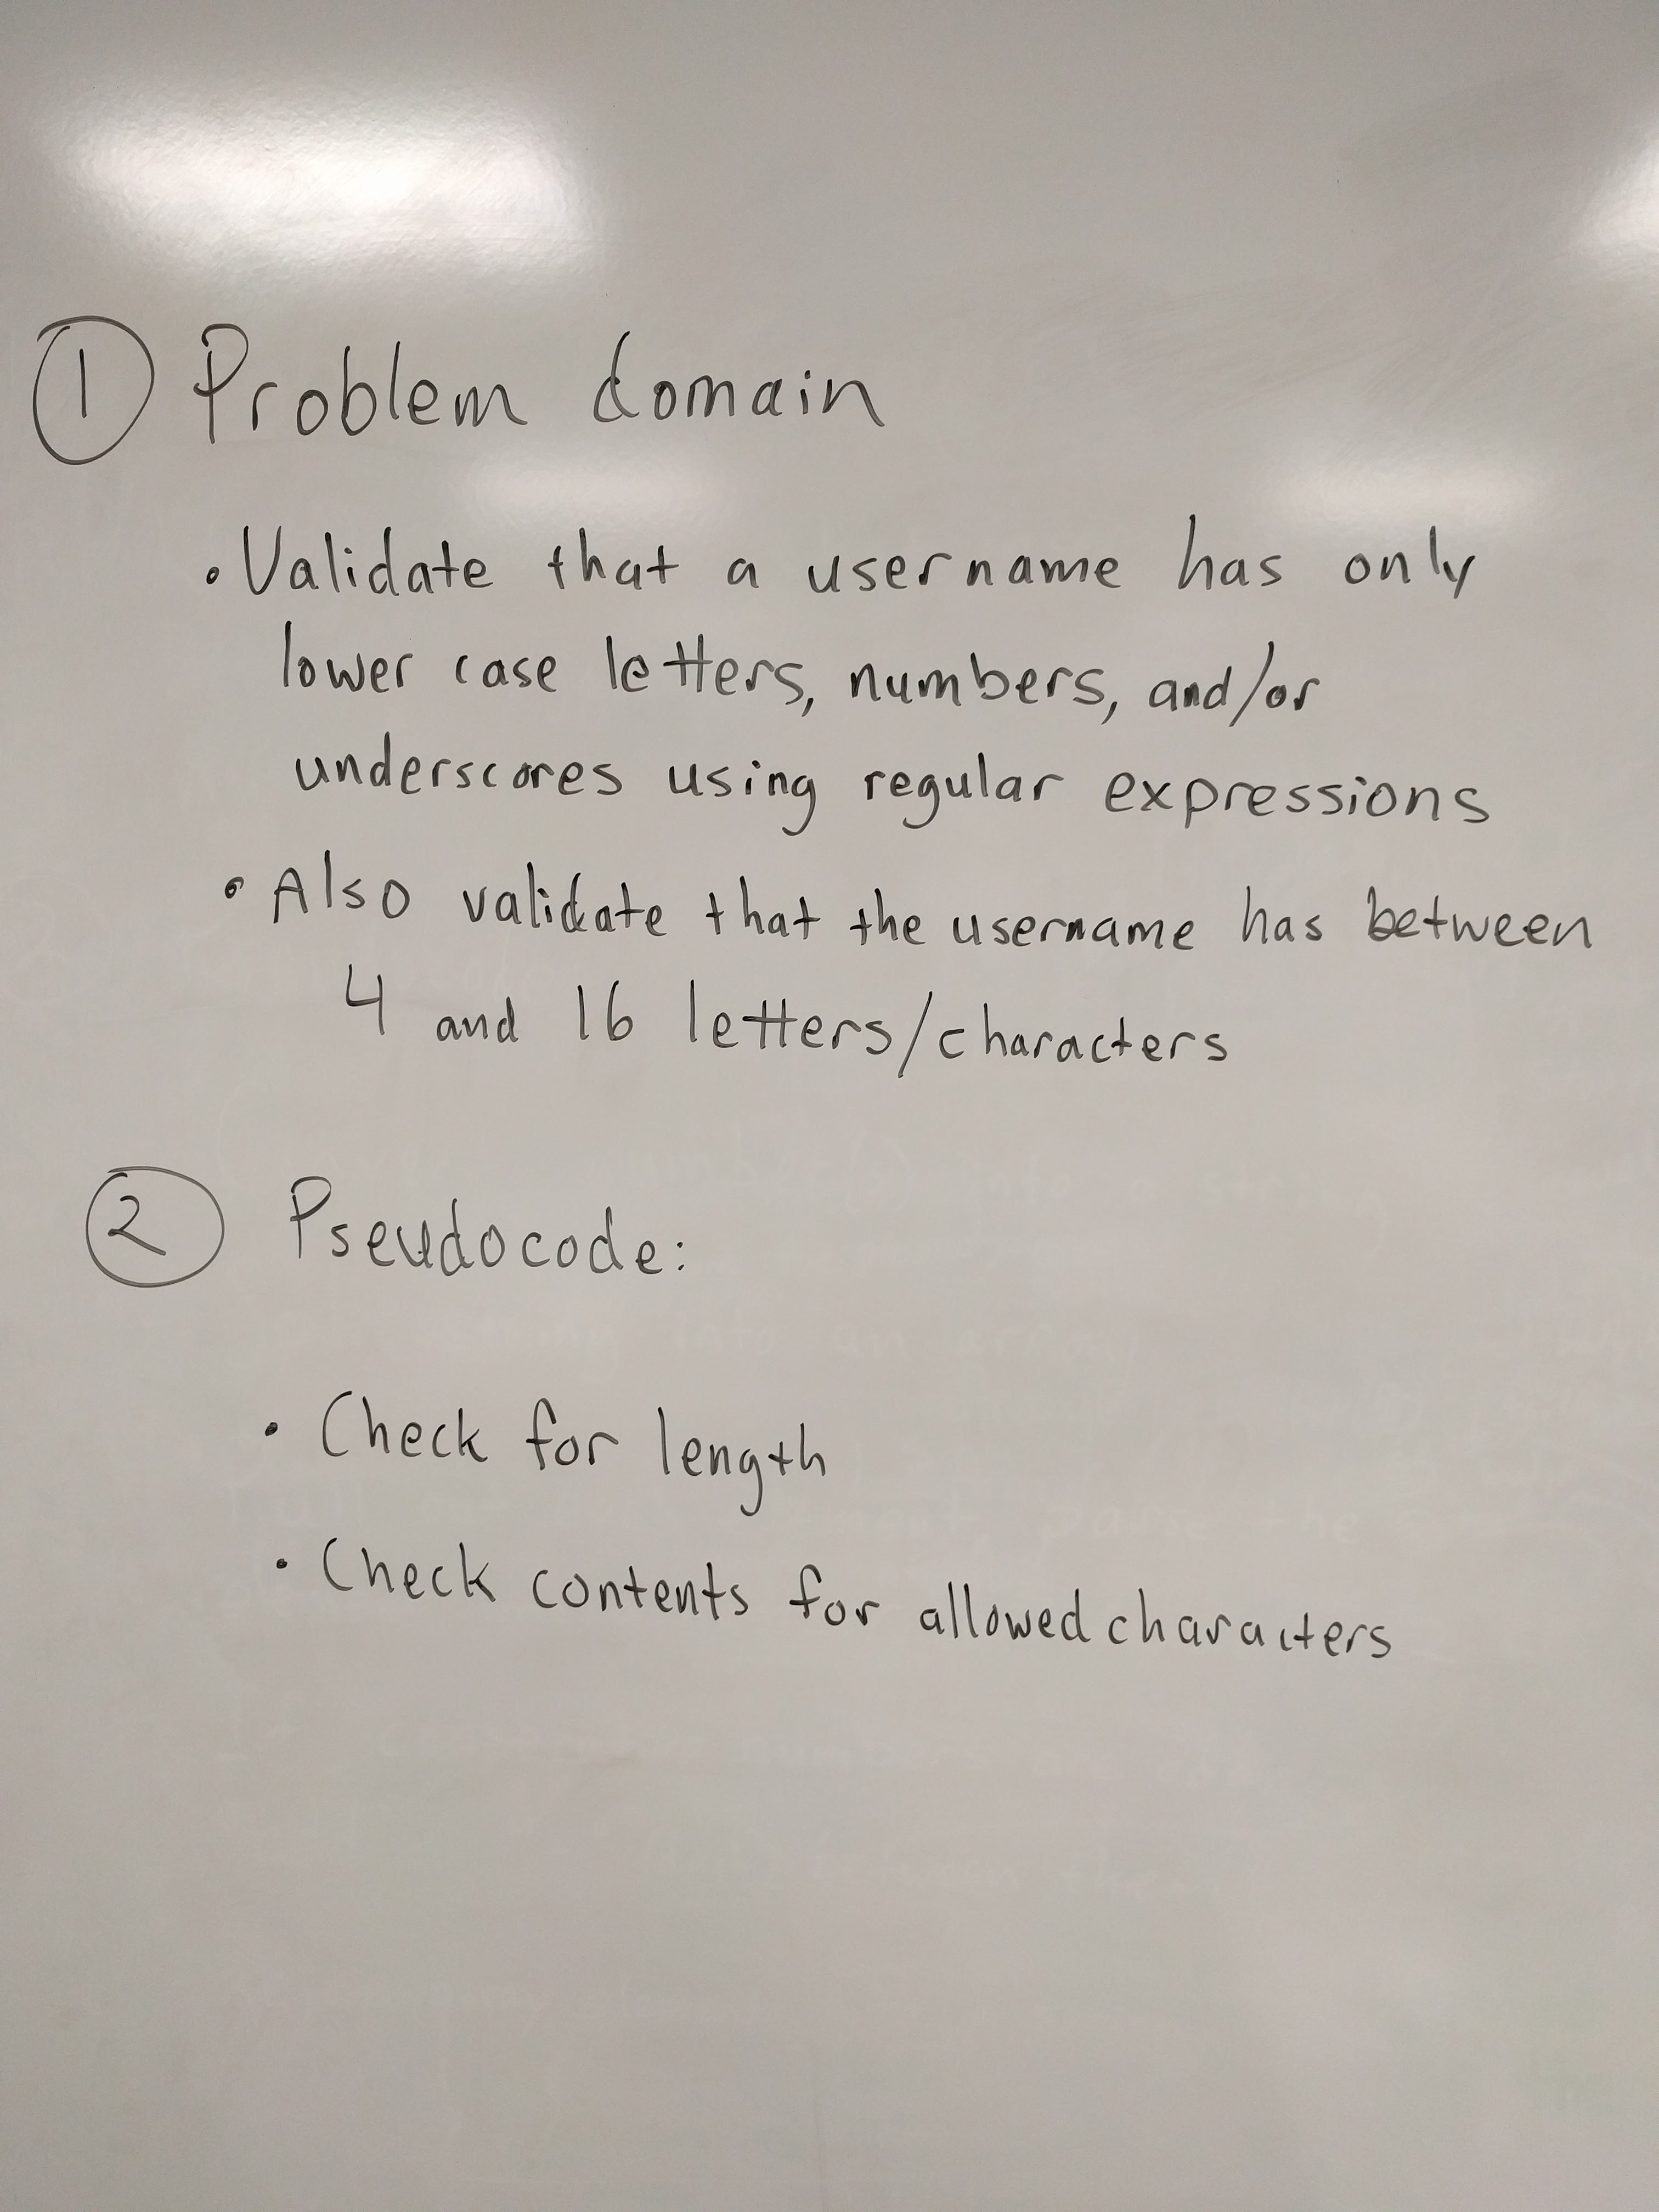 1 Problem domain
• Validate that a username has only
lower case letters, numbers, and/or
underscores using regular expressions
• Also validate that the username has between
4 and 16 letters/characters
2 Pseudocode:
• Check for length
• Check contents for allowed characters